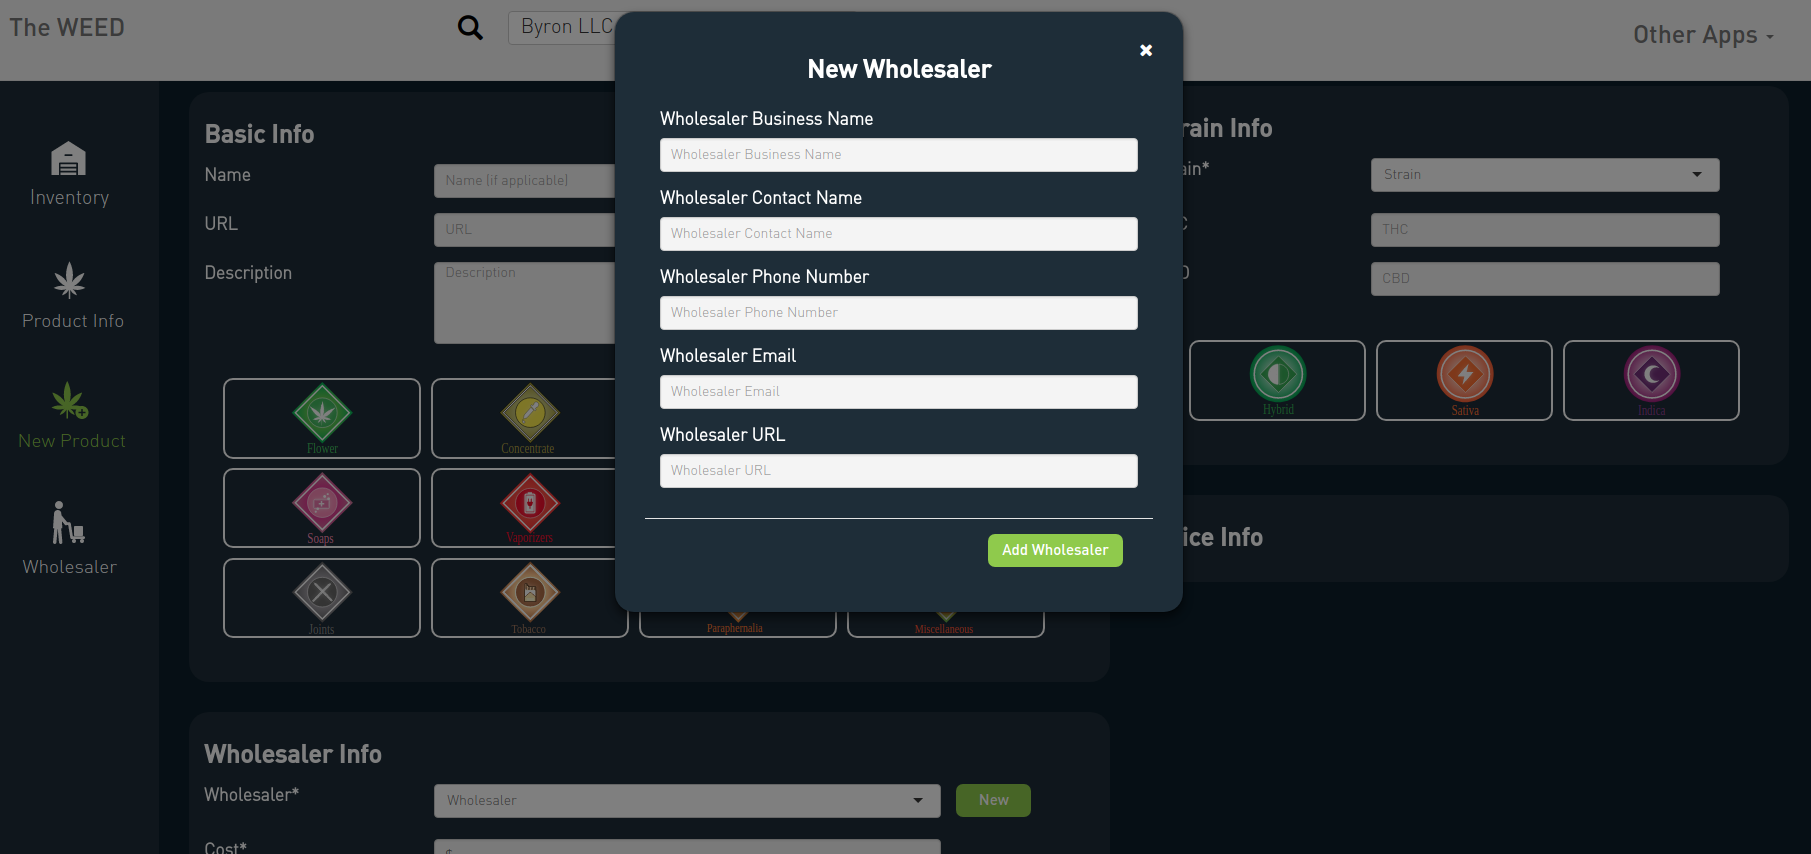 The WEED
Byron LLC
Other Apps
Inventory
Product Info
New Product
Wholesaler
Basic Info
Name
Name (if applicable)
URL
URL
Description
Description
Flower
Concentrate
Soaps
Vaporizers
Joints
Tobacco
Paraphernalia
Miscellaneous
New Wholesaler
Wholesaler Business Name
Wholesaler Business Name
Wholesaler Contact Name
Wholesaler Contact Name
Wholesaler Phone Number
Wholesaler Phone Number
Wholesaler Email
Wholesaler Email
Wholesaler URL
Wholesaler URL
Add Wholesaler
rain Info
ain*
Strain
THC
CBD
Hybrid
Sativa
Indica
ice Info
Wholesaler Info
Wholesaler*
Wholesaler
New
Cost*